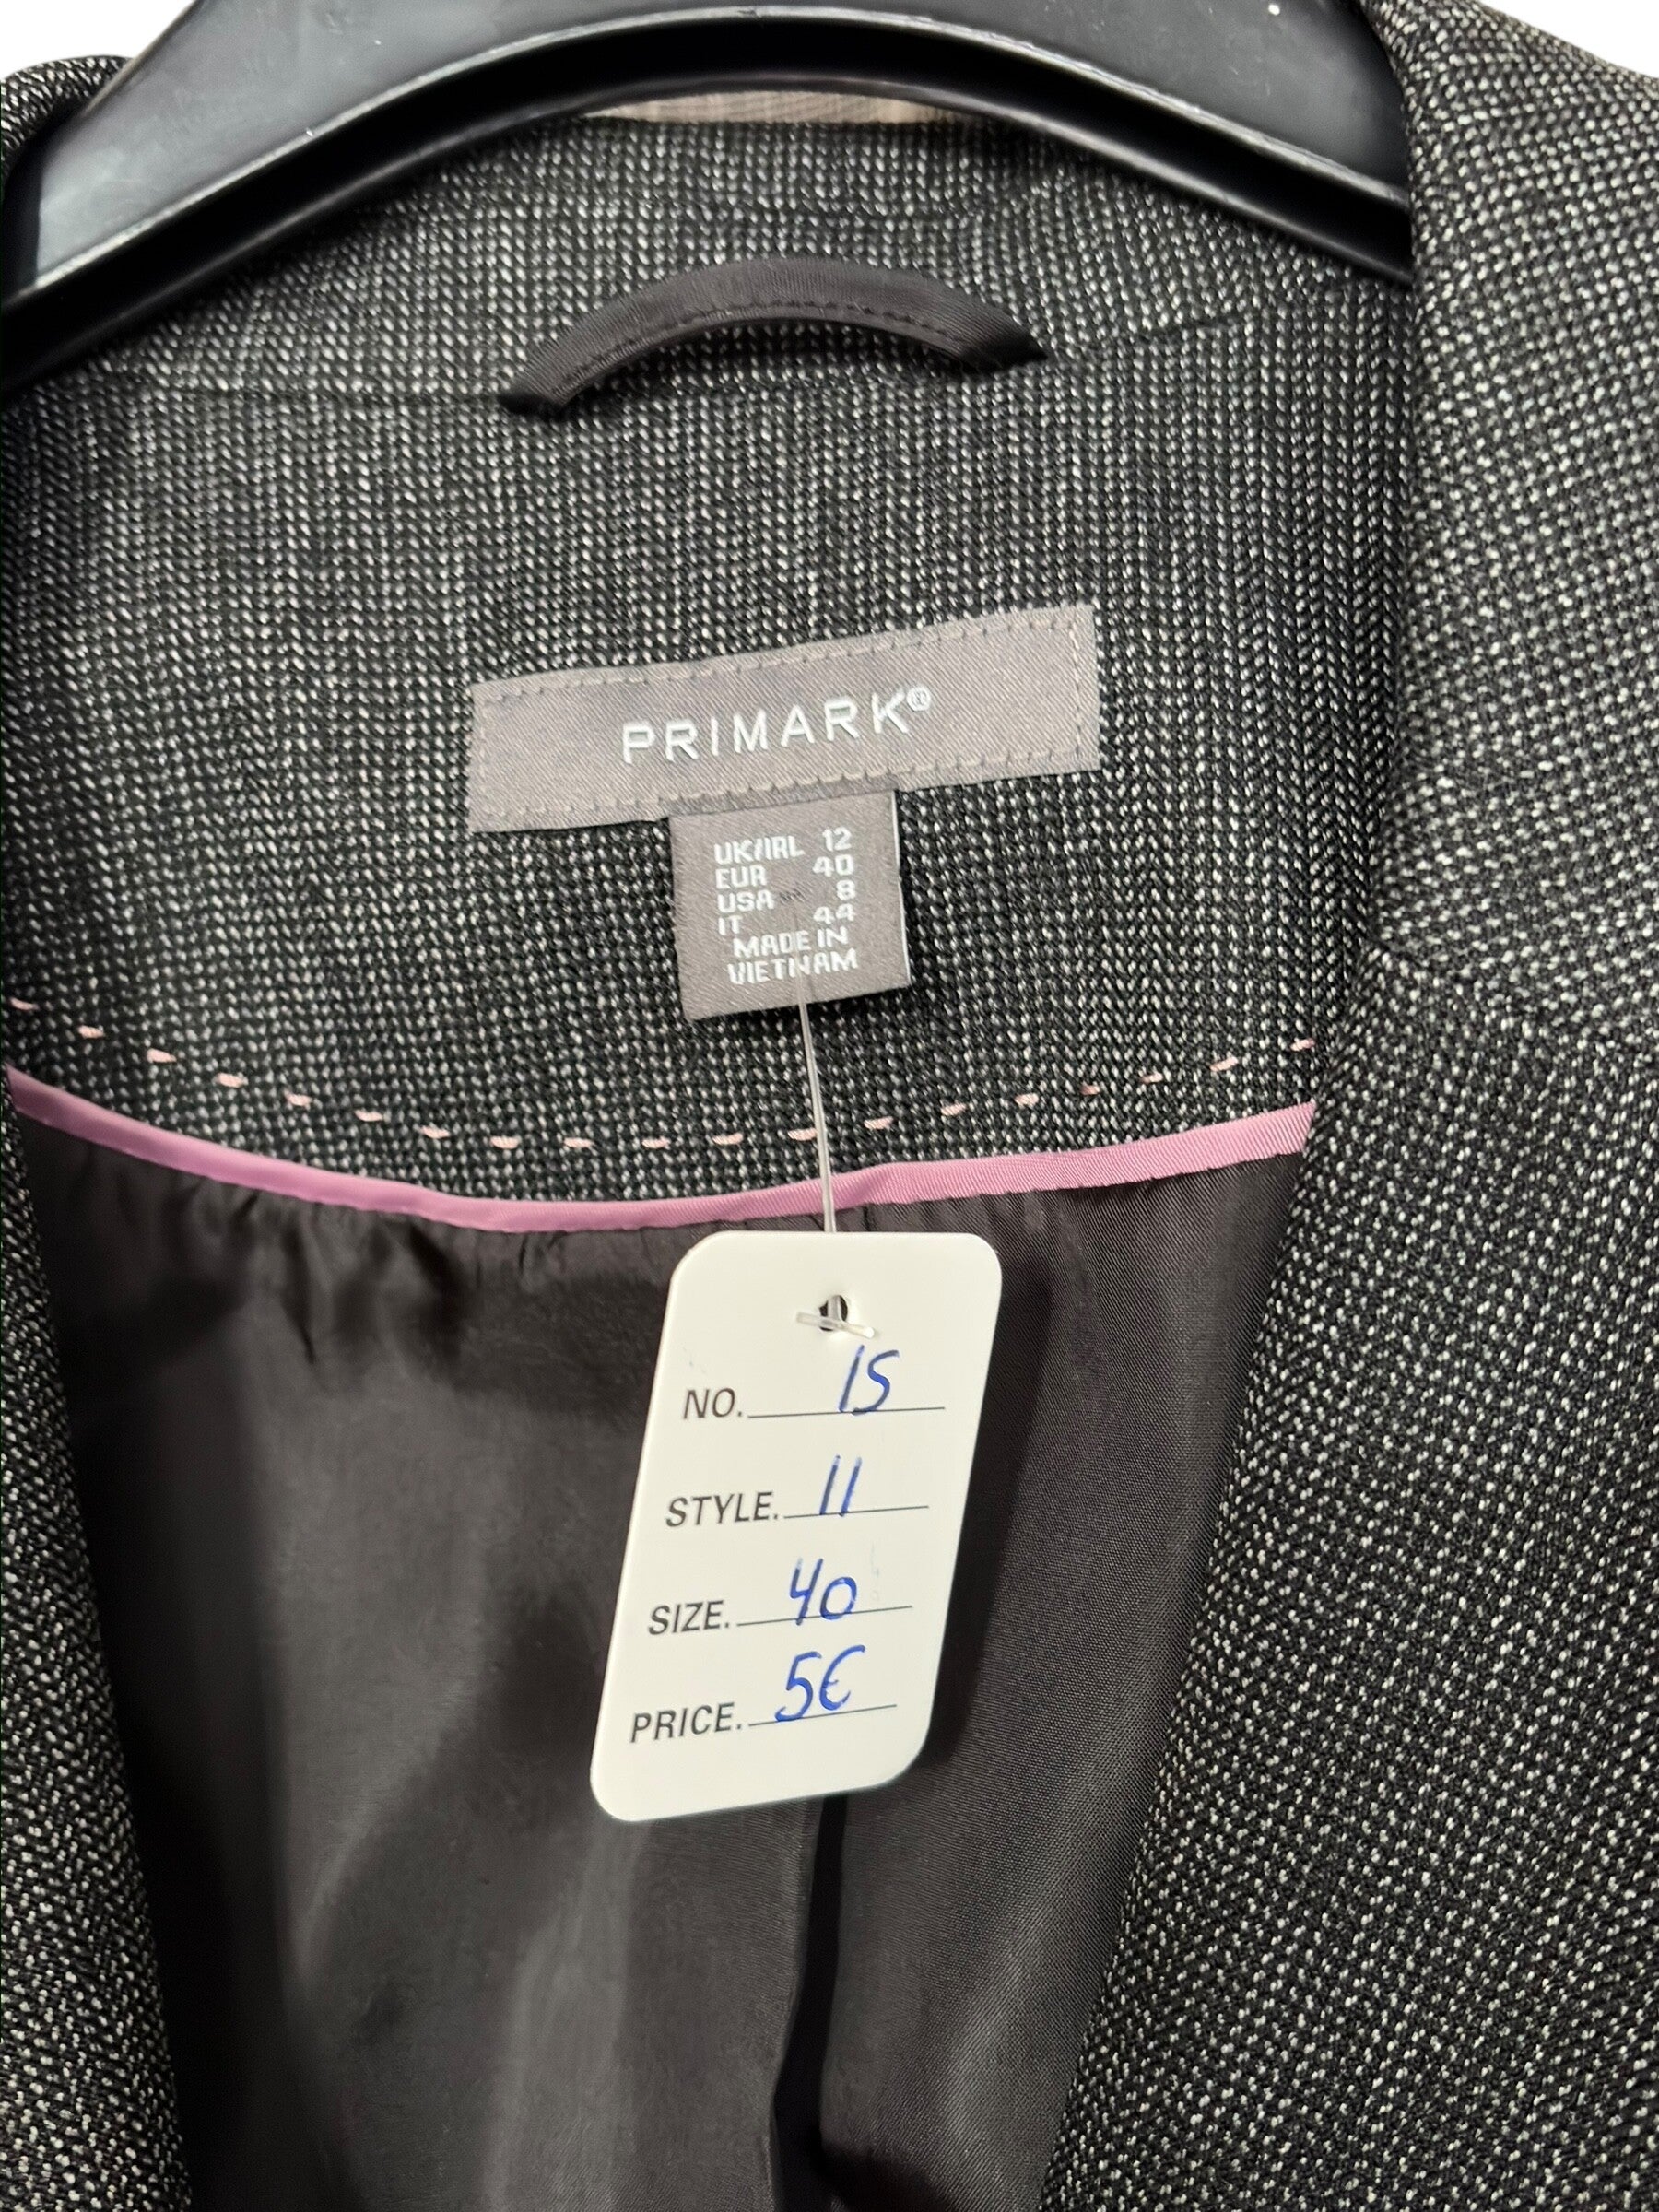 PRIMARK®
UK/IRL 12
EUR 40
USA 8
IT 44
MADE IN
VIETNAM
NO. 15
STYLE. 11
SIZE. 40
PRICE. 5€